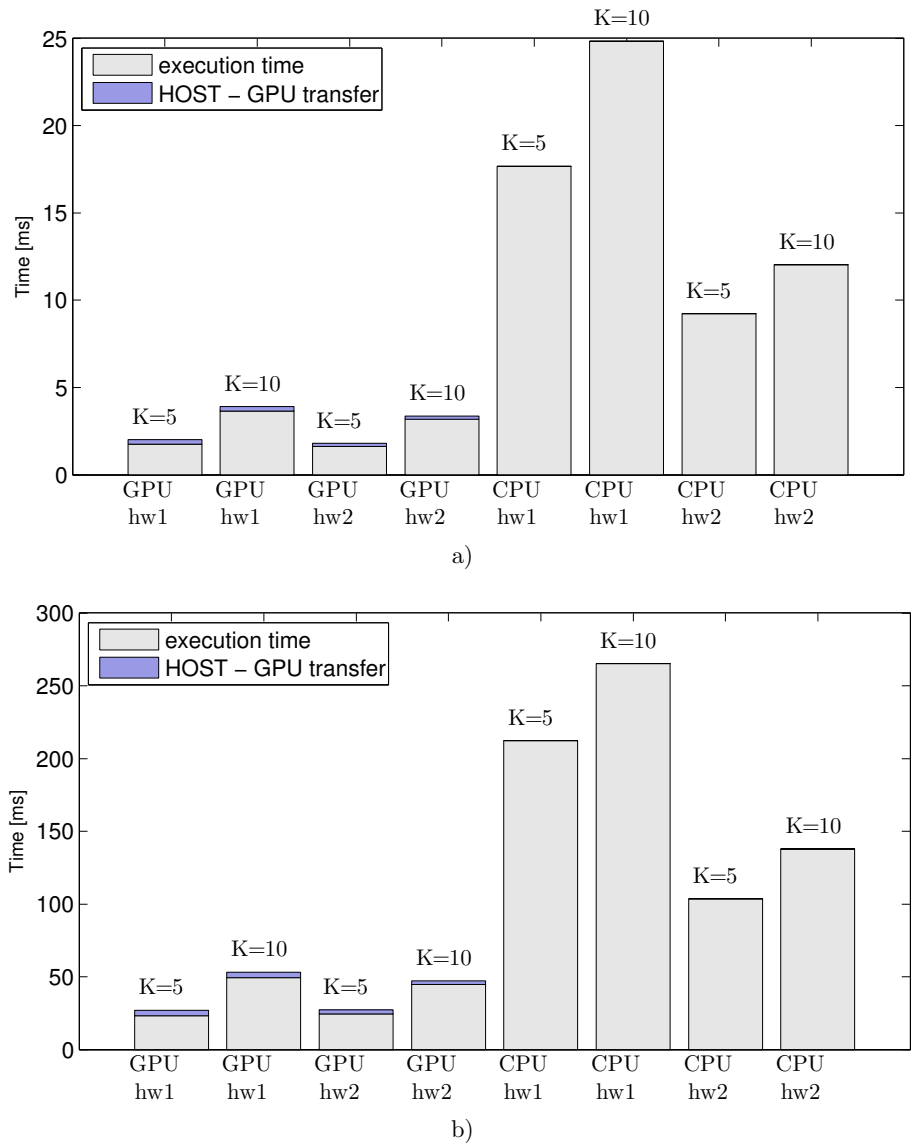 K=10
25
execution time
HOST – GPU transfer
20
K=5
15
Time [ms]
K=10
10
K=5
5
K=10
K=10
K=5
K=5
0
GPU GPU GPU GPU CPU CPU CPU CPU
hw1 hw1 hw2 hw2 hw1 hw1 hw2 hw2
a)
300
execution time
HOST – GPU transfer
K=10
250
K=5
200
Time [ms]
150
K=10
K=5
100
K=10
K=10
50
K=5
K=5
0
GPU GPU GPU GPU CPU CPU CPU CPU
hw1 hw1 hw2 hw2 hw1 hw1 hw2 hw2
b)